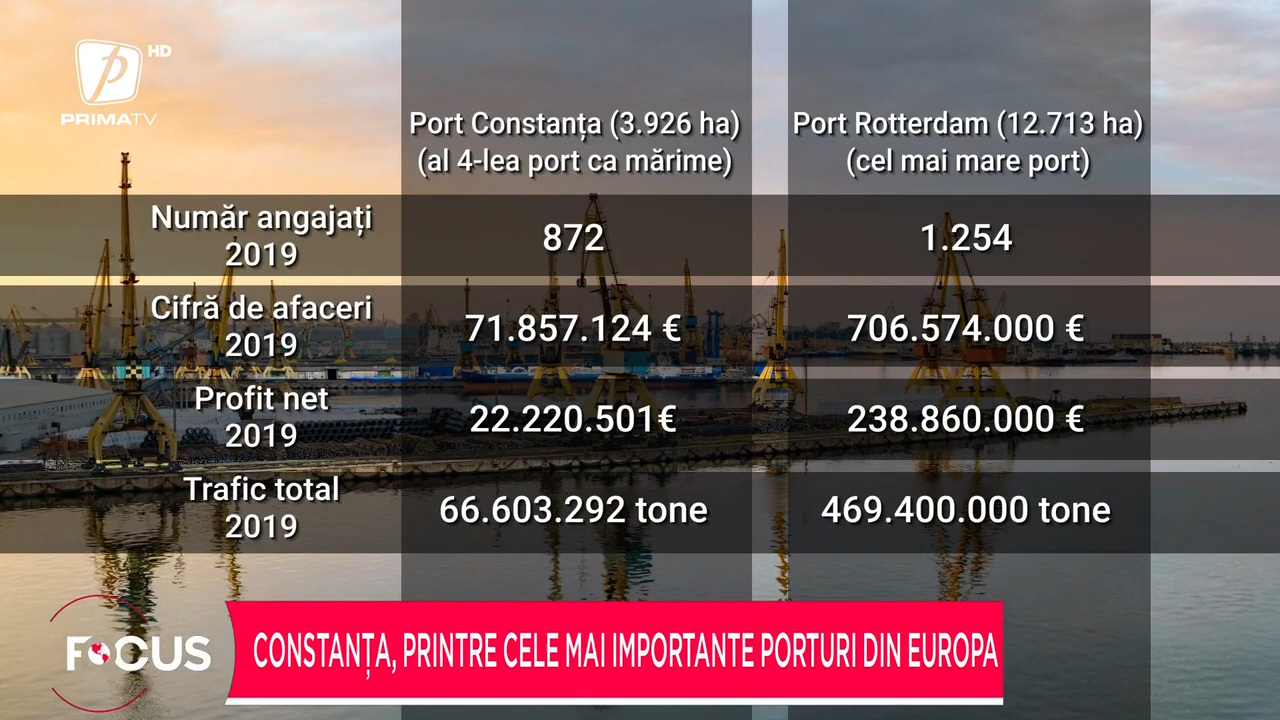 HD
PRIMATV
Port Constanța (3.926 ha)
(al 4-lea port ca mărime)
Port Rotterdam (12.713 ha)
(cel mai mare port)
Număr angajați
2019
872
1.254
Cifră de afaceri
2019
71.857.124 €
706.574.000 €
Profit net
2019
22.220.501€
238.860.000 €
Trafic total
2019
66.603.292 tone
469.400.000 tone
FOCUS
CONSTANȚA, PRINTRE CELE MAI IMPORTANTE PORTURI DIN EUROPA